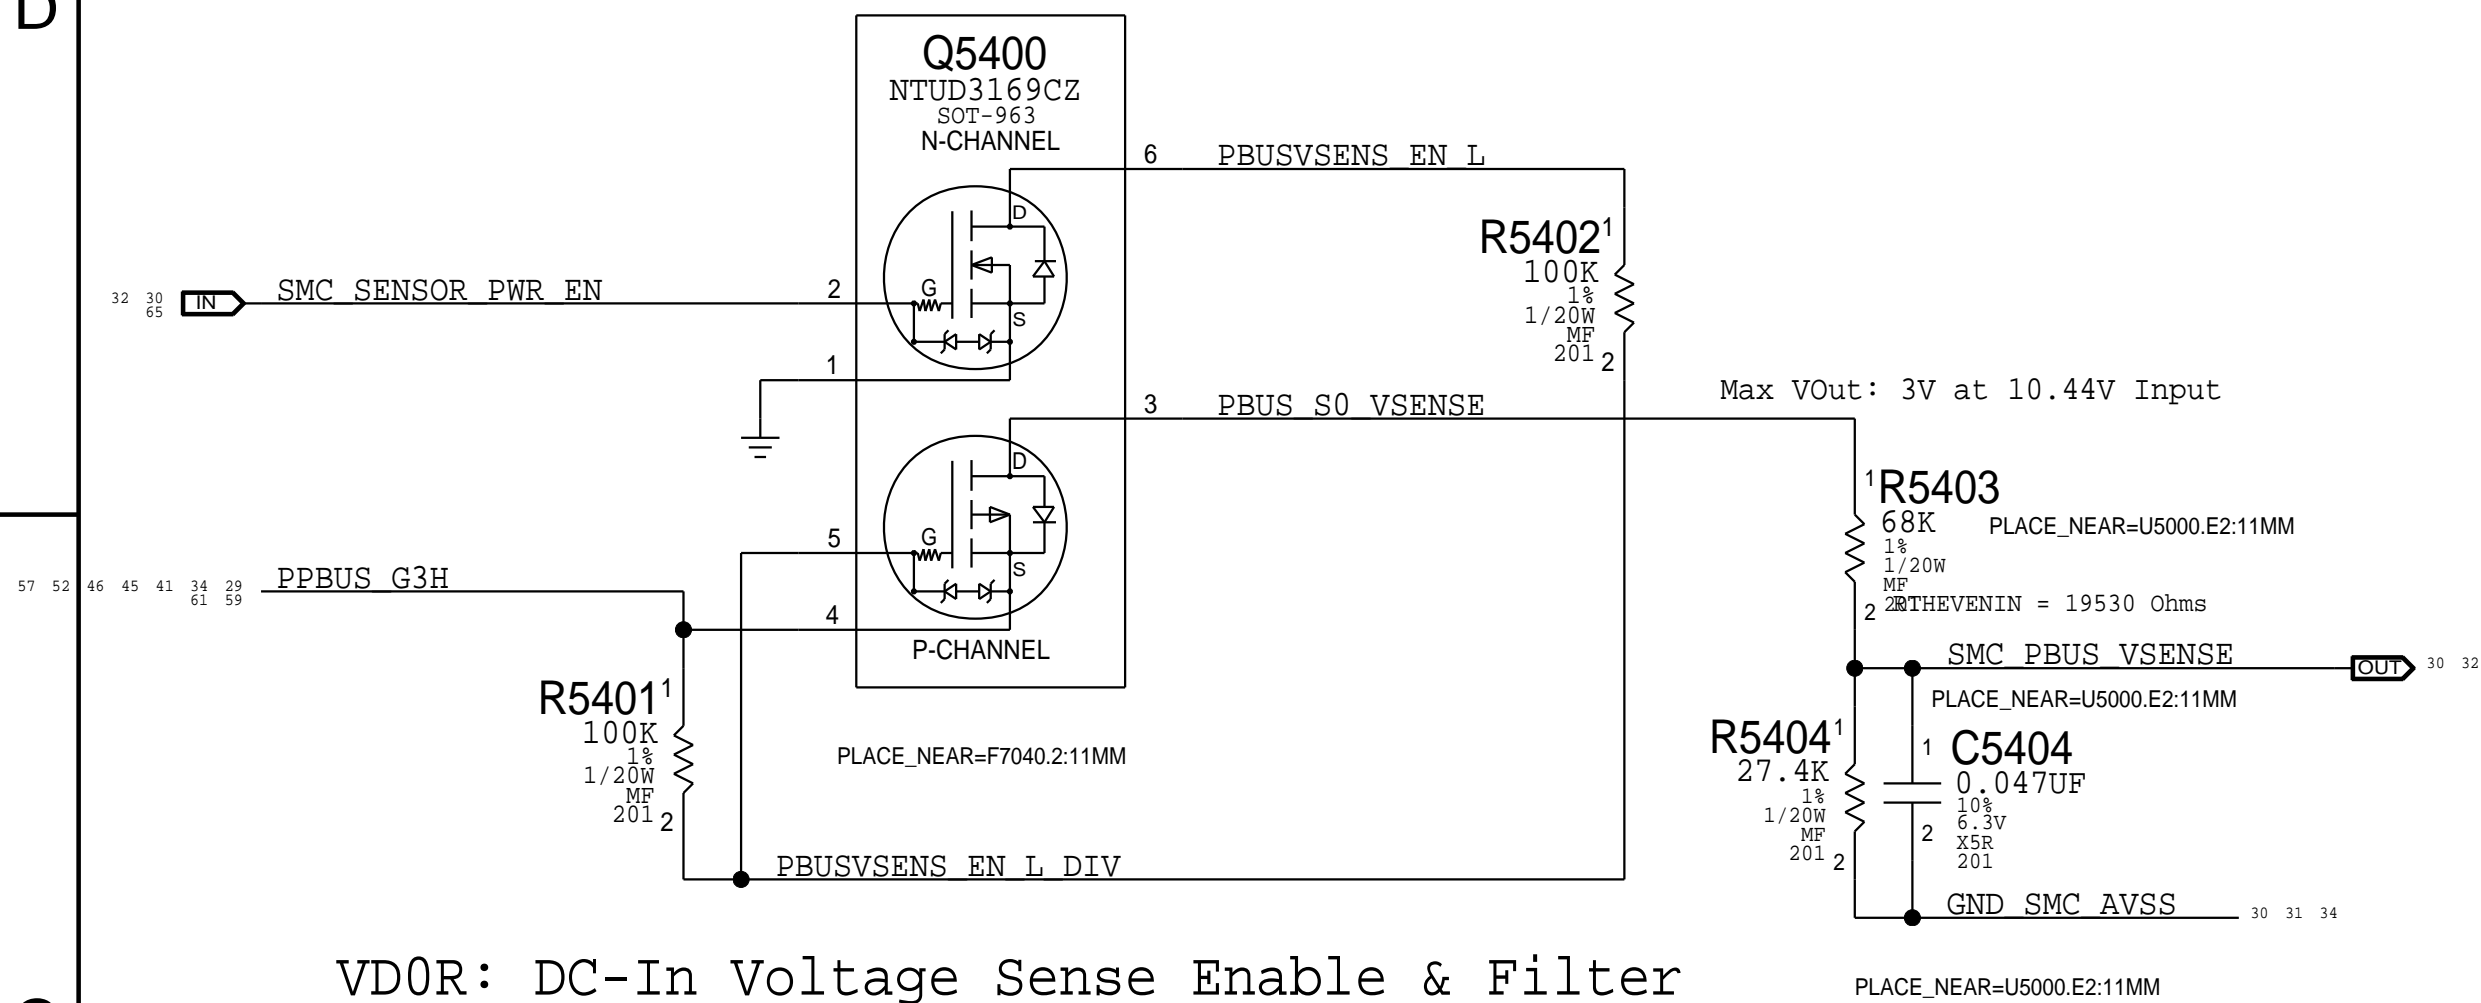 D
Q5400
NTUD3169CZ
SOT-963
N-CHANNEL
6 PBUSVSENS_EN_L
D
R5402 1
100K
1%
1/20W
MF
201 2
32 30
65
IN SMC_SENSOR_PWR_EN 2 G
S
1
Max VOut: 3V at 10.44V Input
3 PBUS_S0_VSENSE
D
1 R5403
68K PLACE_NEAR=U5000.E2:11MM
1%
1/20W
MF
2 RTHEVENIN = 19530 Ohms
5 G
S
57 52 46 45 41 34 29
61 59
PPBUS_G3H
4
P-CHANNEL
SMC_PBUS_VSENSE OUT 30 32
PLACE_NEAR=U5000.E2:11MM
R5401 1
100K
1%
1/20W
MF
201 2
PLACE_NEAR=F7040.2:11MM
R5404 1
27.4K
1%
1/20W
MF
201 2
1 C5404
0.047UF
10%
6.3V
2 X5R
201
PBUSVSENS_EN_L_DIV
GND_SMC_AVSS 30 31 34
VD0R: DC-In Voltage Sense Enable & Filter
PLACE_NEAR=U5000.E2:11MM